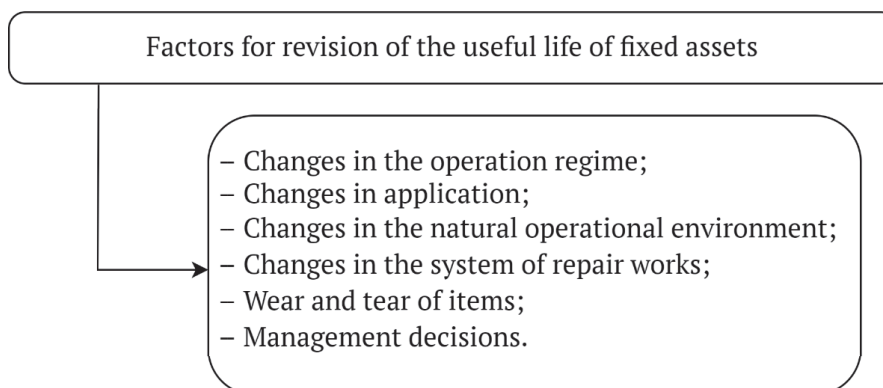 Factors for revision of the useful life of fixed assets
– Changes in the operation regime;
– Changes in application;
– Changes in the natural operational environment;
– Changes in the system of repair works;
– Wear and tear of items;
– Management decisions.